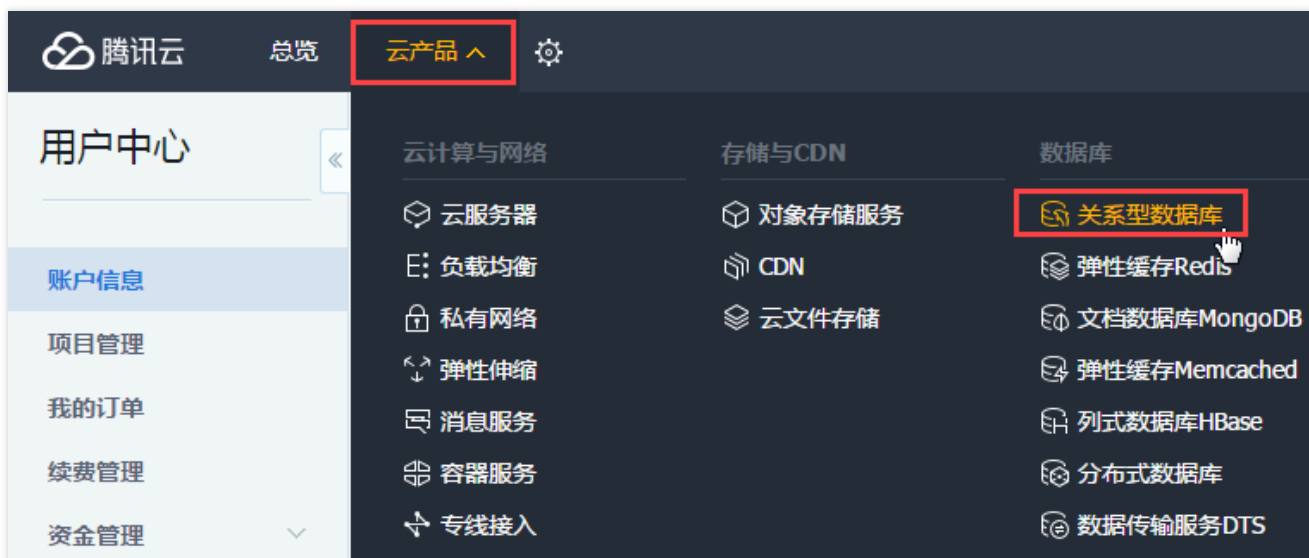 腾讯云 总览 云产品
用户中心
账户信息
项目管理
我的订单
续费管理
资金管理
云计算与网络
云服务器
负载均衡
私有网络
弹性伸缩
消息服务
容器服务
专线接入
存储与CDN
对象存储服务
CDN
云文件存储
数据库
关系型数据库
弹性缓存Redis
文档数据库MongoDB
弹性缓存Memcached
列式数据库HBase
分布式数据库
数据传输服务DTS